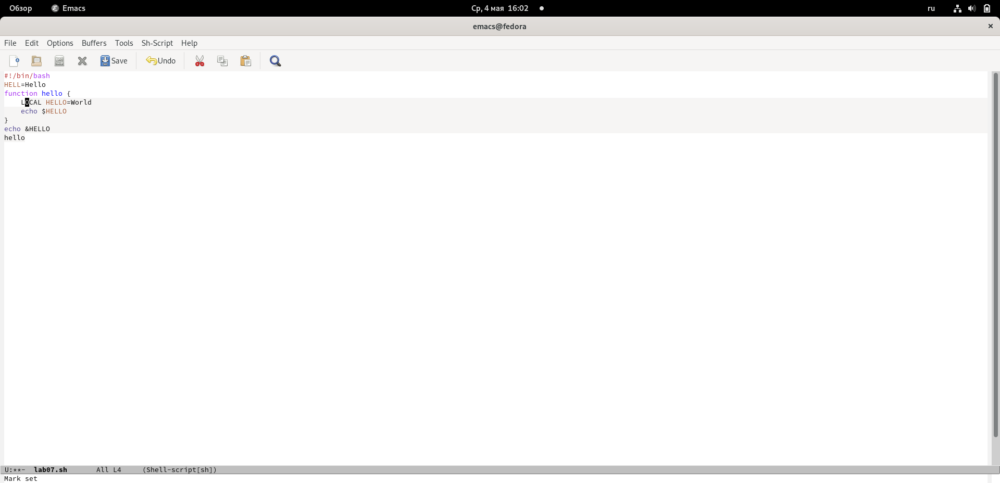 Обзор Emacs Ср, 4 мая 16:02 ru
emacs@fedora ×
File Edit Options Buffers Tools Sh-Script Help
Save Undo
#!/bin/bash
HELL=Hello
function hello {
    LOCAL HELLO=World
    echo $HELLO
}
echo &HELLO
hello
U:**- lab07.sh All L4 (Shell-script[sh])
Mark set